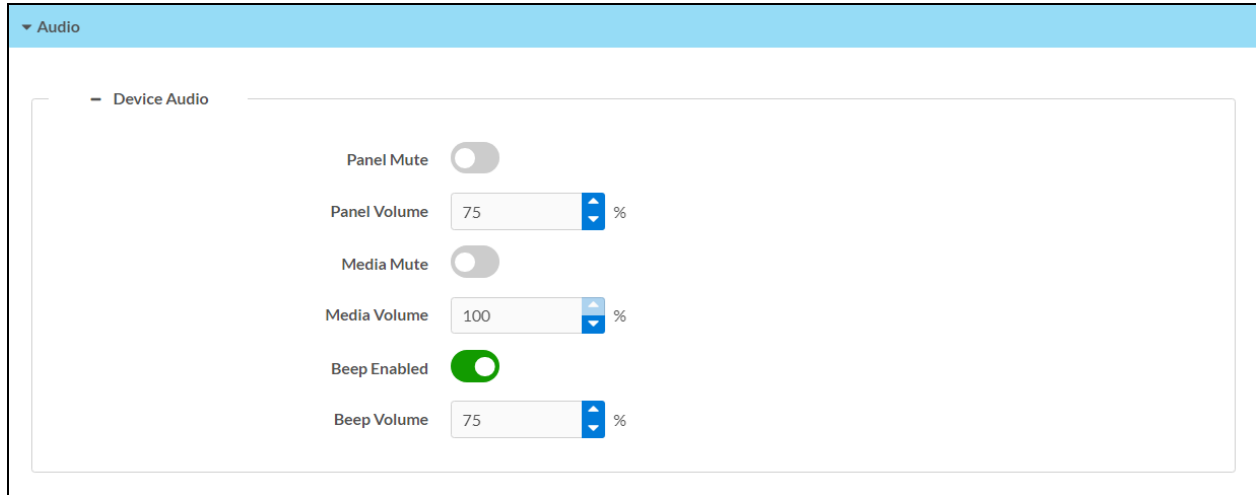 Audio
Device Audio
Panel Mute
Panel Volume 75 %
Media Mute
Media Volume 100 %
Beep Enabled
Beep Volume 75 %